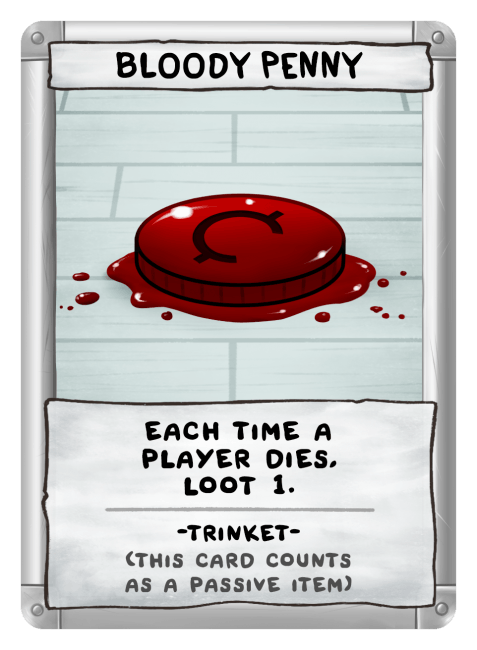 BLOODY PENNY
EACH TIME A
PLAYER DIES,
LOOT 1.
-TRINKET-
(THIS CARD COUNTS
AS A PASSIVE ITEM)